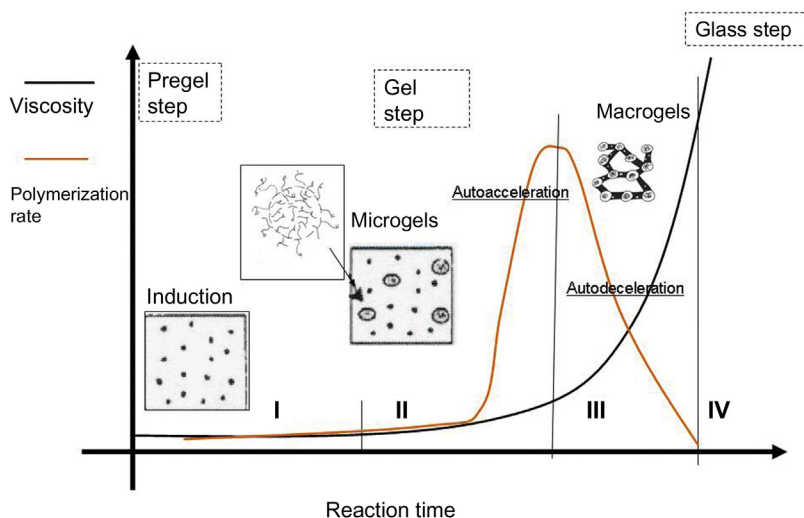 Glass step
Pregel
step
Gel
step
Viscosity
Macrogels
Polymerization
rate
Autoacceleration
Microgels
Autodeceleration
Induction
I
II
III
IV
Reaction time